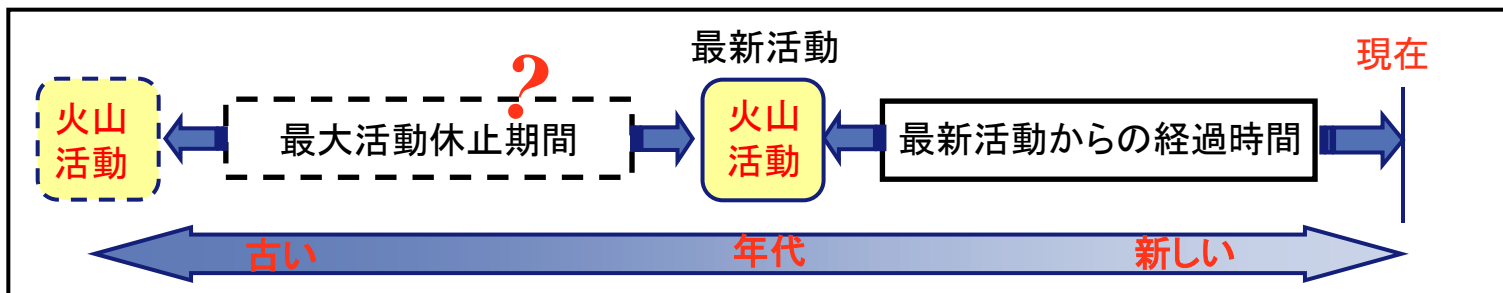 最新活動
現在
?
火山
活動
最大活動休止期間
火山
活動
最新活動からの経過時間
古い
年代
新しい